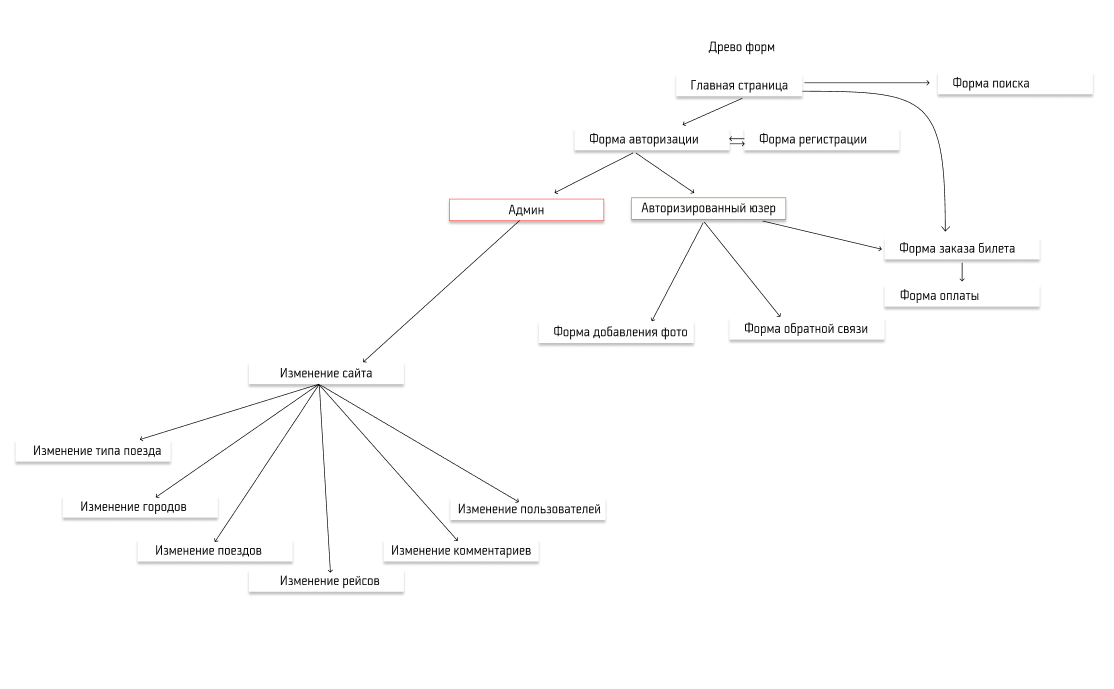 Древо форм
Главная страница
Форма поиска
Форма авторизации
Форма регистрации
Админ
Авторизированный юзер
Форма заказа билета
Форма оплаты
Форма добавления фото
Форма обратной связи
Изменение сайта
Изменение типа поезда
Изменение городов
Изменение пользователей
Изменение поездов
Изменение комментариев
Изменение рейсов